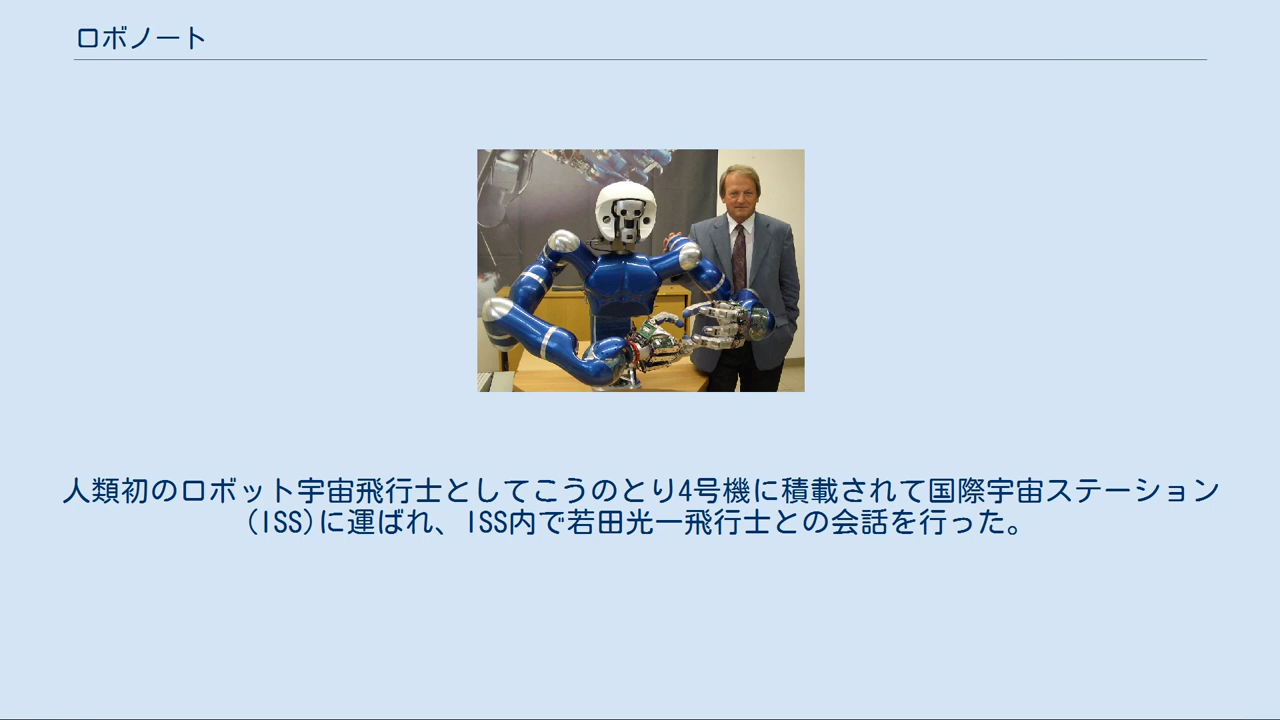 ロボノート
人類初のロボット宇宙飛行士としてこうのとり4号機に積載されて国際宇宙ステーション
(ISS)に運ばれ、ISS内で若田光一飛行士との会話を行った。